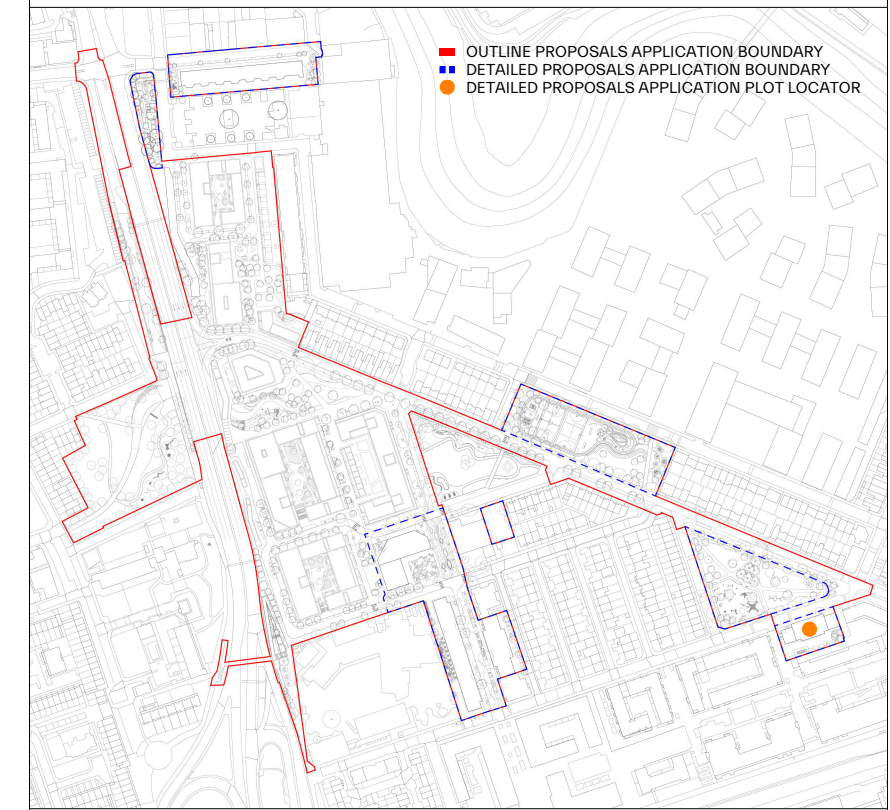 OUTLINE PROPOSALS APPLICATION BOUNDARY
DETAILED PROPOSALS APPLICATION BOUNDARY
DETAILED PROPOSALS APPLICATION PLOT LOCATOR